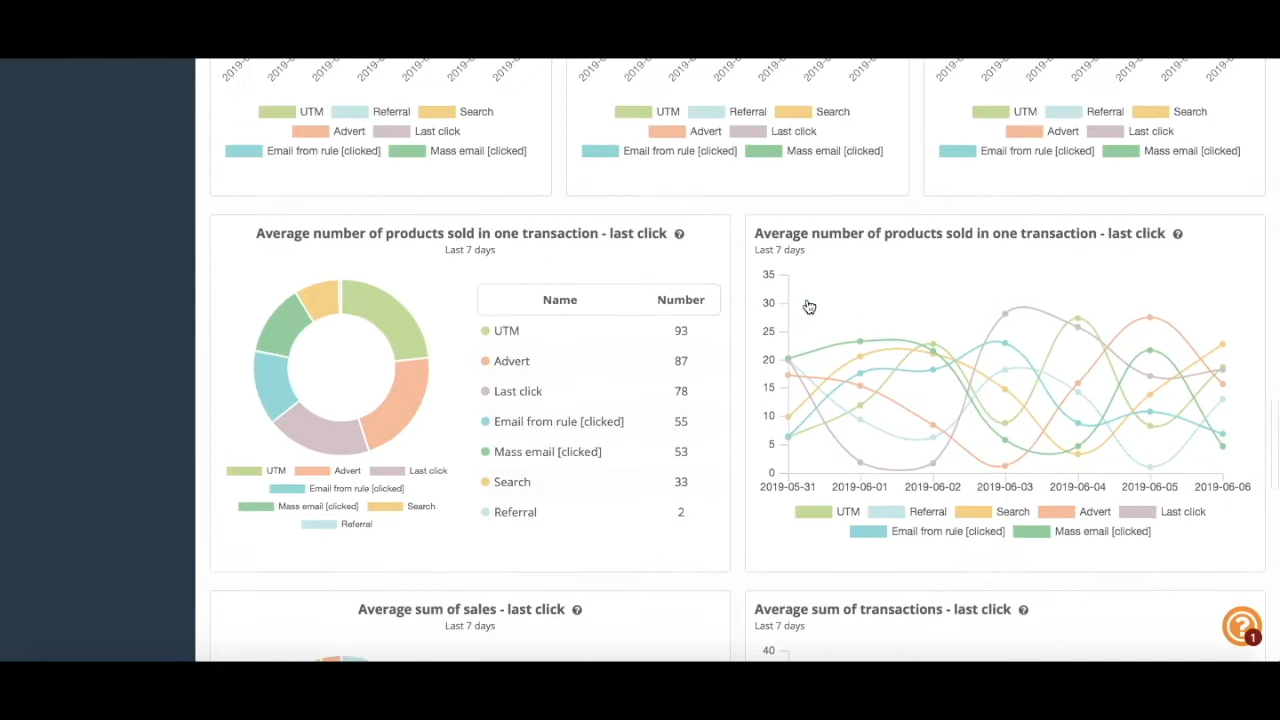 UTM Referral Search
Advert Last click
Email from rule [clicked] Mass email [clicked]
UTM Referral Search
Advert Last click
Email from rule [clicked] Mass email [clicked]
UTM Referral Search
Advert Last click
Email from rule [clicked] Mass email [clicked]
Average number of products sold in one transaction - last click ?
Last 7 days
Name Number
UTM 93
Advert 87
Last click 78
Email from rule [clicked] 55
Mass email [clicked] 53
Search 33
Referral 2
UTM Advert Last click
Email from rule [clicked]
Mass email [clicked] Search
Referral
Average number of products sold in one transaction - last click ?
Last 7 days
35
30
25
20
15
10
5
0
2019-05-31 2019-06-01 2019-06-02 2019-06-03 2019-06-04 2019-06-05 2019-06-06
UTM Referral Search Advert Last click
Email from rule [clicked] Mass email [clicked]
Average sum of sales - last click ?
Last 7 days
Average sum of transactions - last click ?
Last 7 days
40
?
1